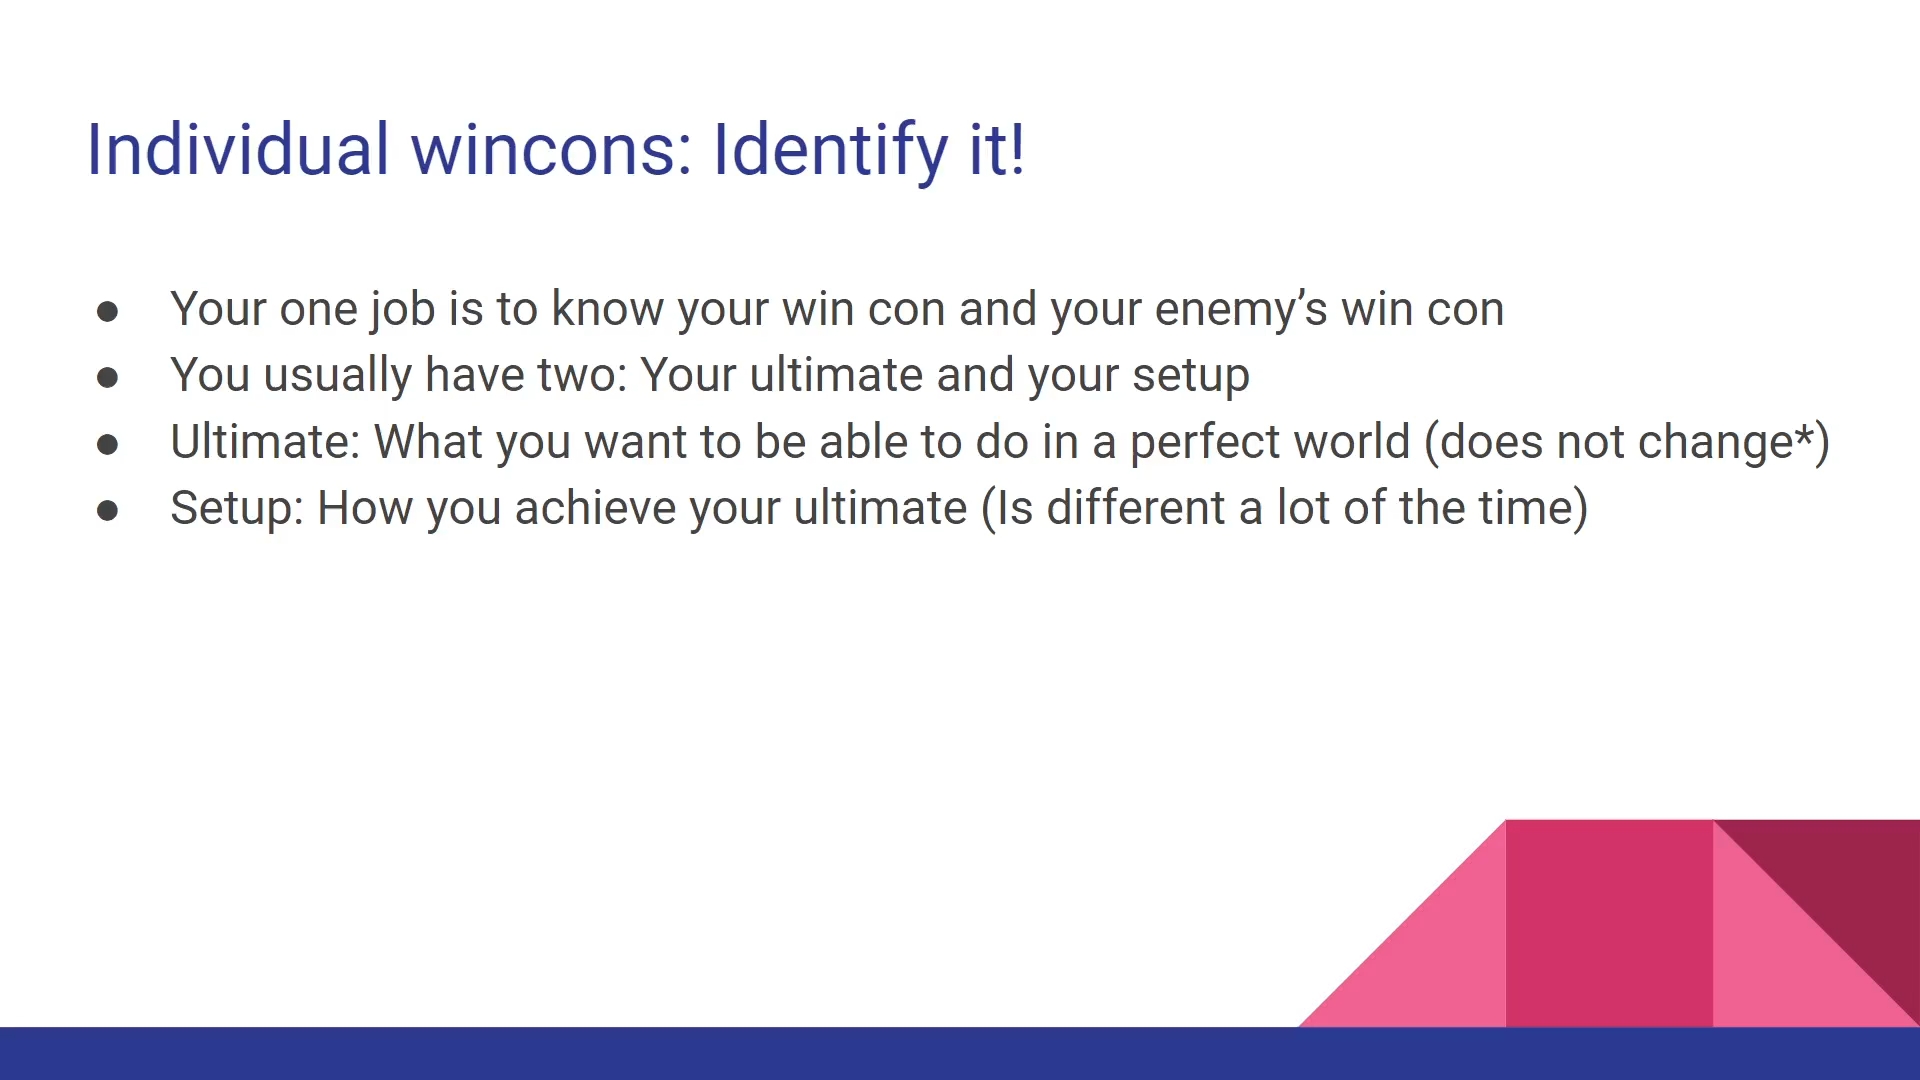 Individual wincons: Identify it!
● Your one job is to know your win con and your enemy’s win con
● You usually have two: Your ultimate and your setup
● Ultimate: What you want to be able to do in a perfect world (does not change*)
● Setup: How you achieve your ultimate (Is different a lot of the time)